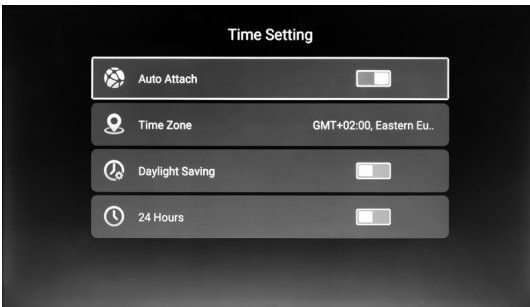 Time Setting
Auto Attach
Time Zone GMT+02:00, Eastern Eu..
Daylight Saving
24 Hours